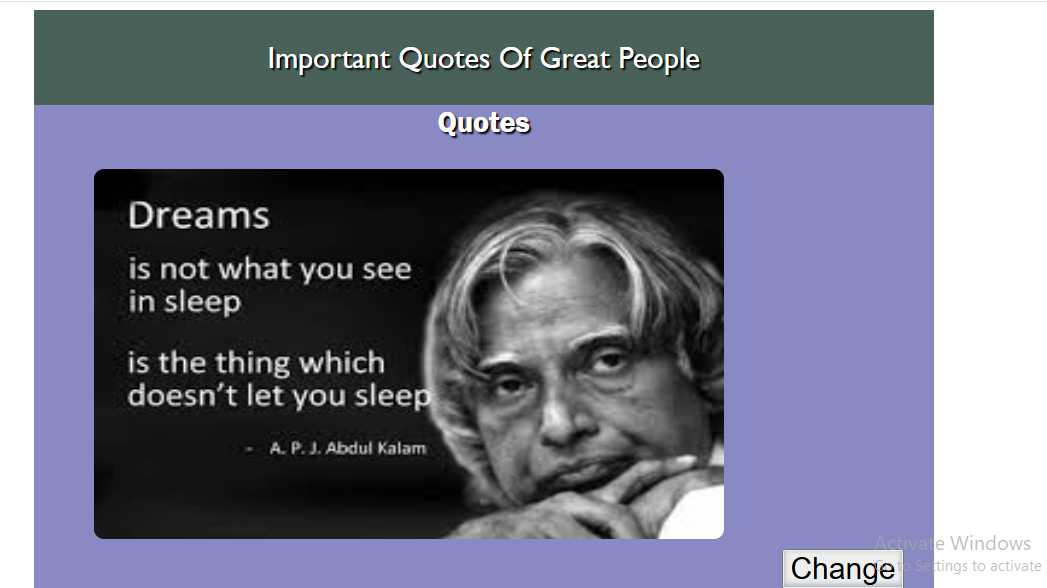 Important Quotes Of Great People
Quotes
Dreams
is not what you see
in sleep
is the thing which
doesn't let you sleep
- A. P. J. Abdul Kalam
Activate Windows
Go to Settings to activate
Change